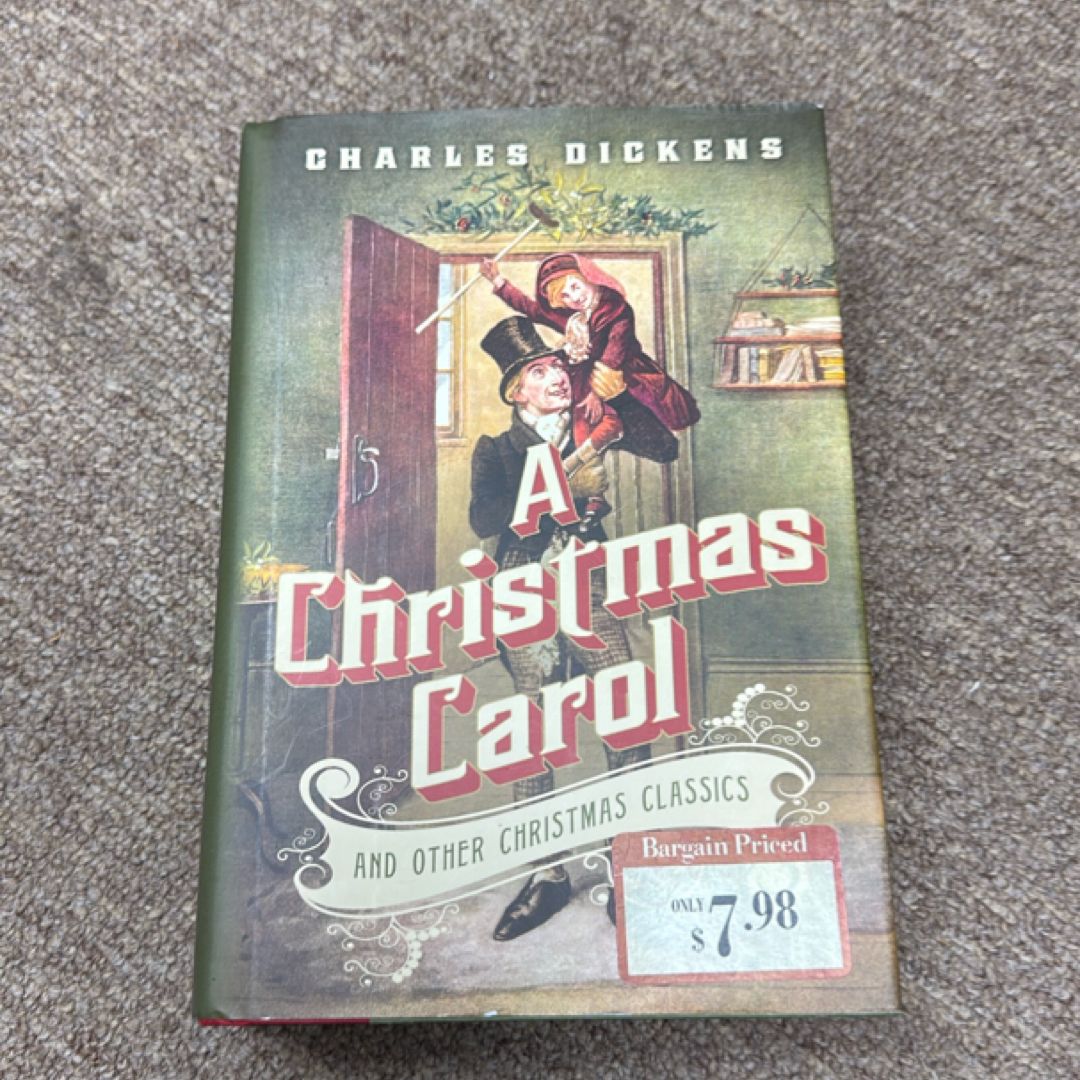 CHARLES DICKENS
A
Christmas
Carol
AND OTHER CHRISTMAS CLASSICS
Bargain Priced
ONLY
$7.98